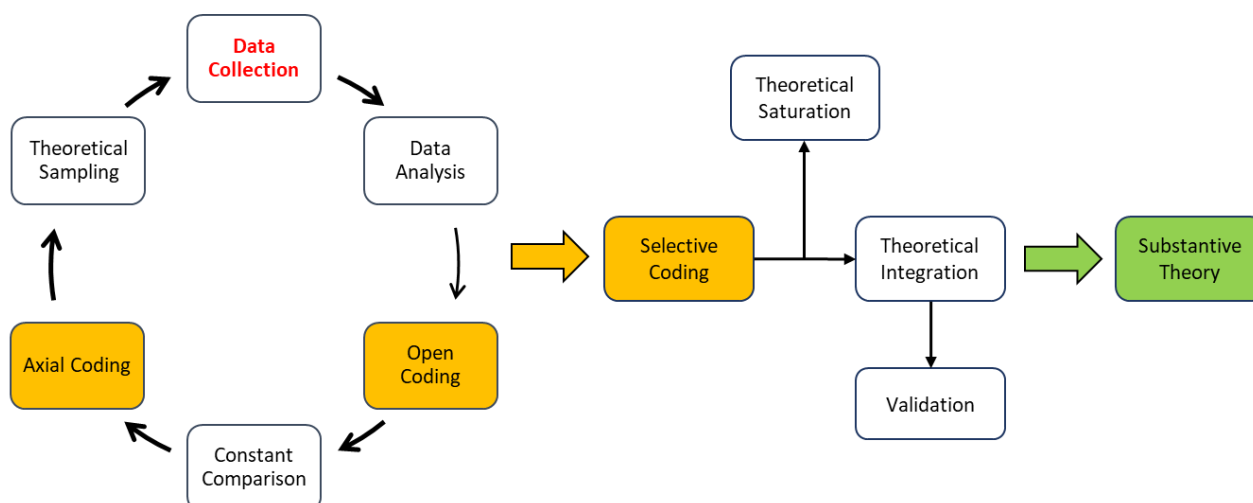 Data
Collection
Theoretical
Sampling
Data
Analysis
Axial Coding
Open
Coding
Constant
Comparison
Theoretical
Saturation
Selective
Coding
Theoretical
Integration
Validation
Substantive
Theory